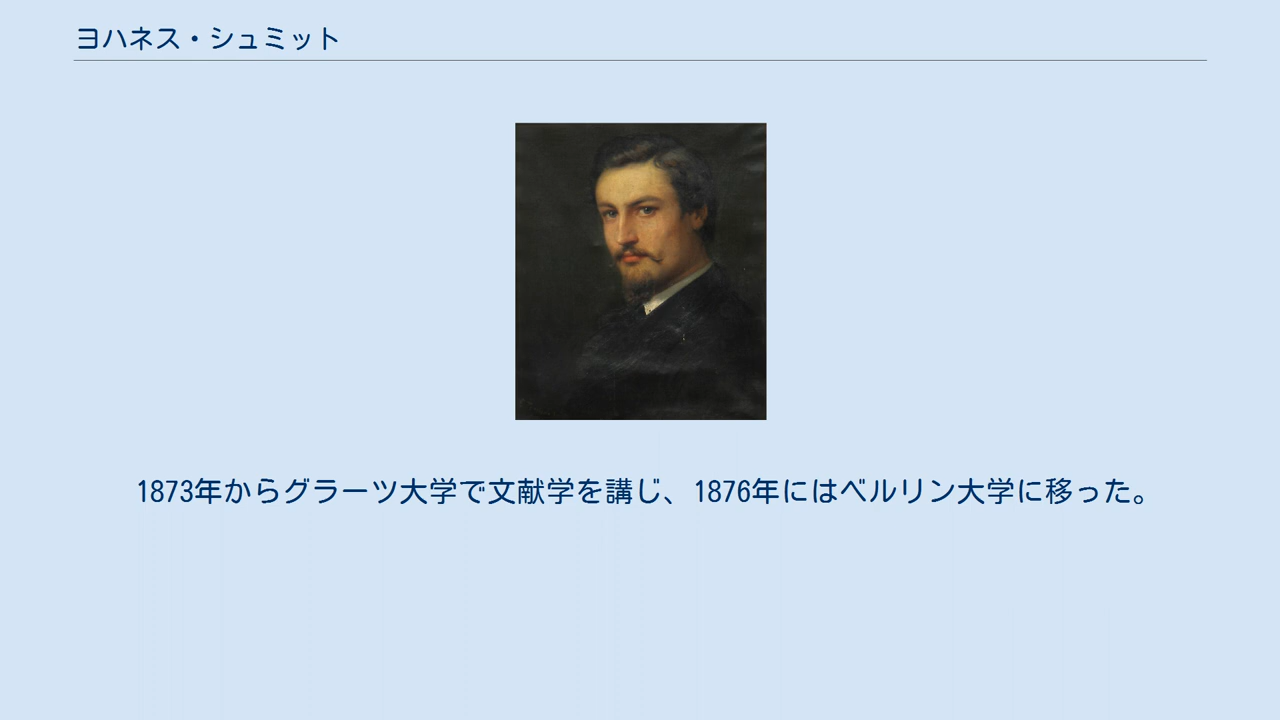 ヨハネス・シュミット
1873年からグラーツ大学で文献学を講じ、1876年にはベルリン大学に移った。